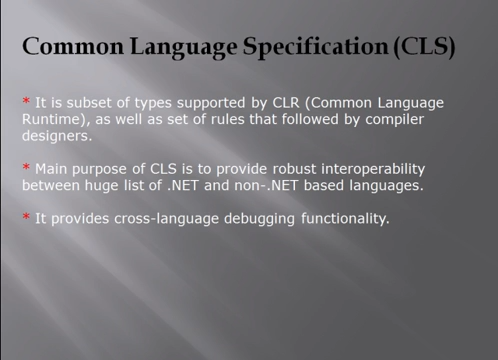 Common Language Specification (CLS)
* It is subset of types supported by CLR (Common Language
Runtime), as well as set of rules that followed by compiler
designers.
* Main purpose of CLS is to provide robust interoperability
between huge list of .NET and non-.NET based languages.
* It provides cross-language debugging functionality.